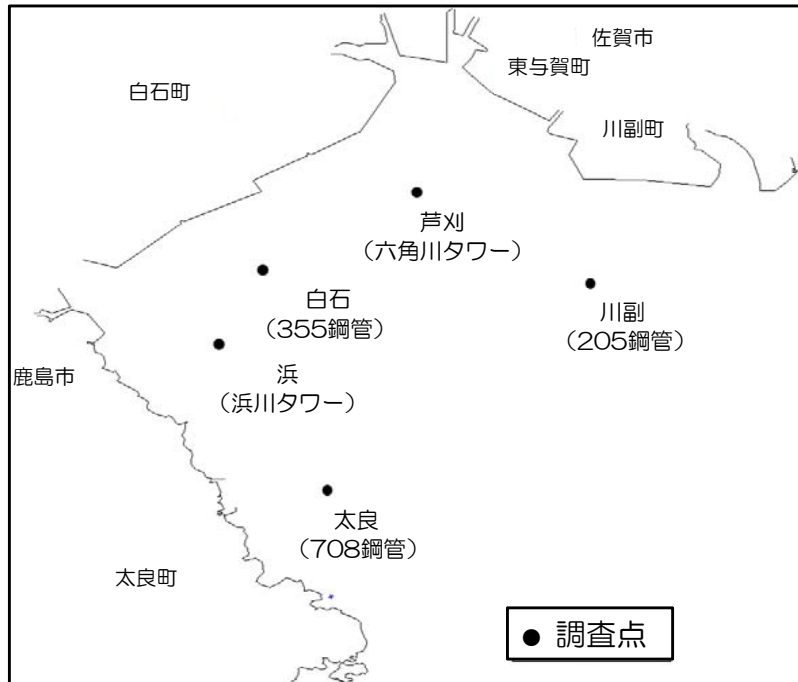 佐賀市
東与賀町
白石町
川副町
芦刈
（六角川タワー）
白石
（355鋼管）
川副
（205鋼管）
鹿島市
浜
（浜川タワー）
太良
（708鋼管）
太良町
● 調査点